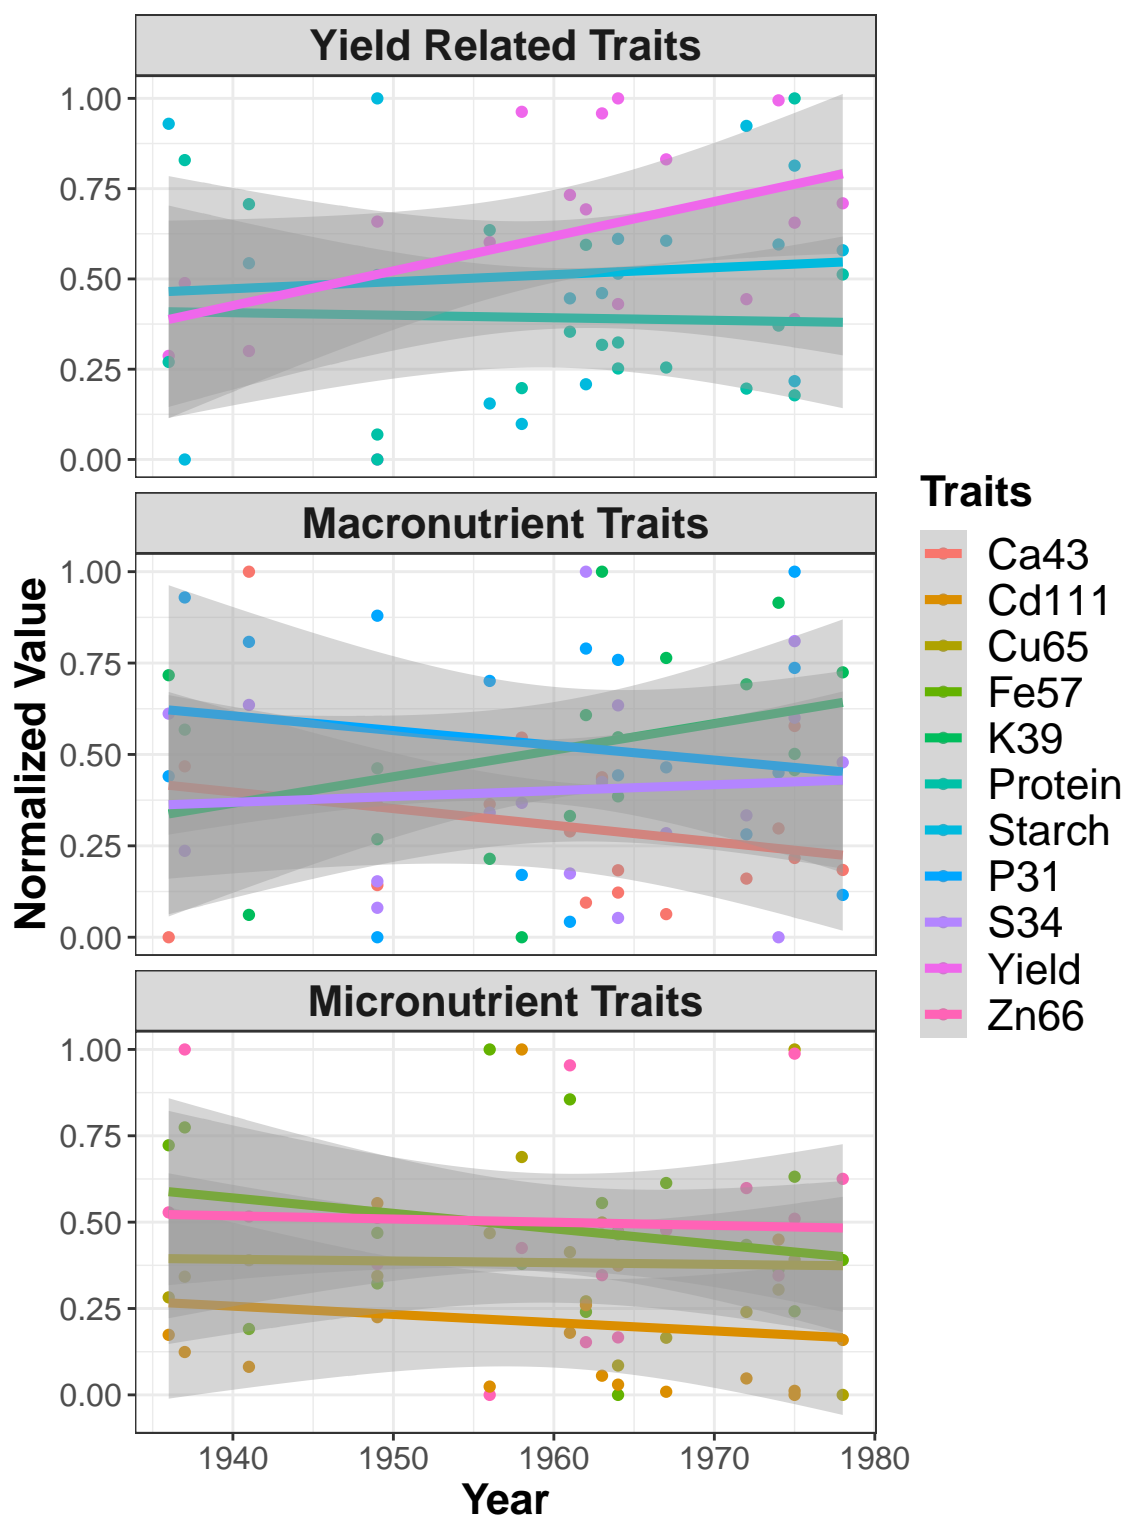 Yield Related Traits
1.00
0.75
0.50
0.25
0.00
Macronutrient Traits
1.00
0.75
0.50
0.25
0.00
Micronutrient Traits
1.00
0.75
0.50
0.25
0.00
1940 1950 1960 1970 1980
Year
Normalized Value
Traits
Ca43
Cd111
Cu65
Fe57
K39
Protein
Starch
P31
S34
Yield
Zn66